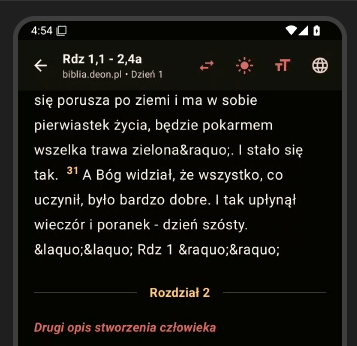 4:54
Rdz 1,1 - 2,4a
biblia.deon.pl • Dzień 1
się porusza po ziemi i ma w sobie
pierwiastek życia, będzie pokarmem
wszelka trawa zielona&raquo;. I stało się
tak. 31 A Bóg widział, że wszystko, co
uczynił, było bardzo dobre. I tak upłynął
wieczór i poranek - dzień szósty.
&laquo;&laquo; Rdz 1 &raquo;&raquo;
Rozdział 2
Drugi opis stworzenia człowieka